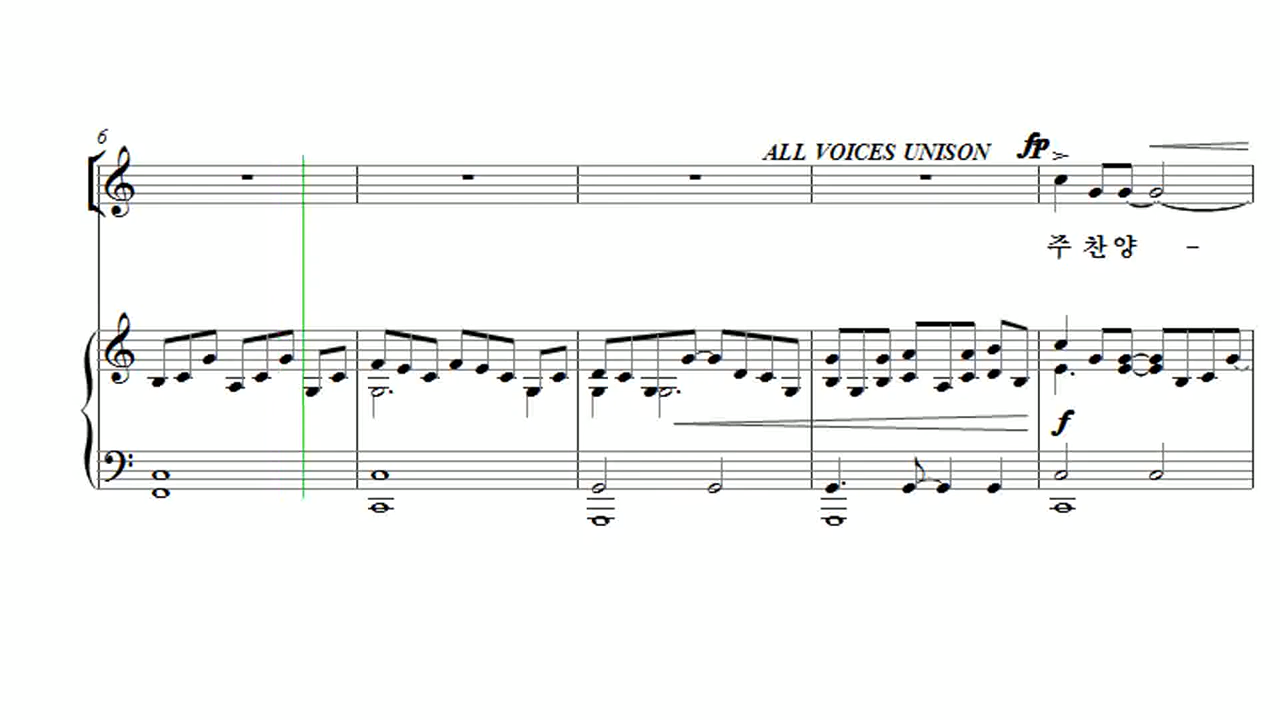 6
ALL VOICES UNISON fp
주 찬 양 -
f